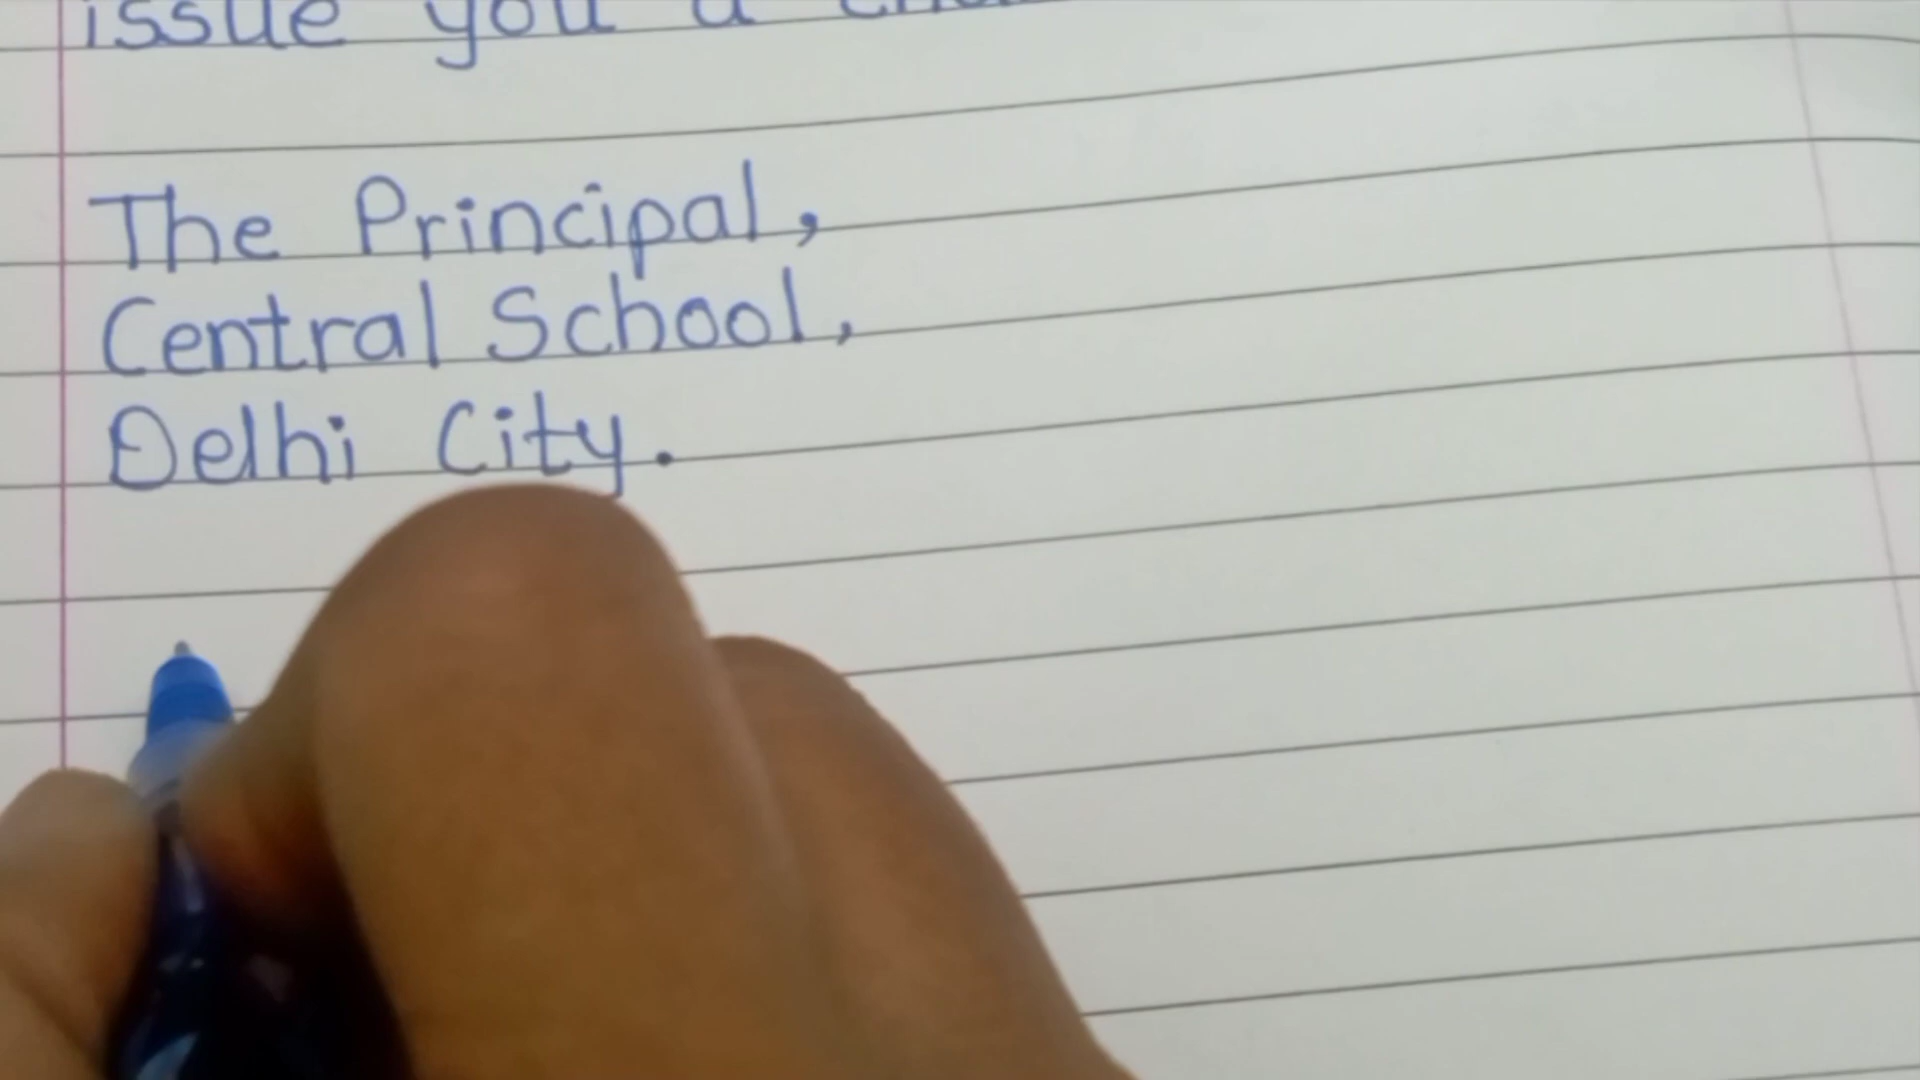 issue you a
The Principal,
Central School,
Delhi City.